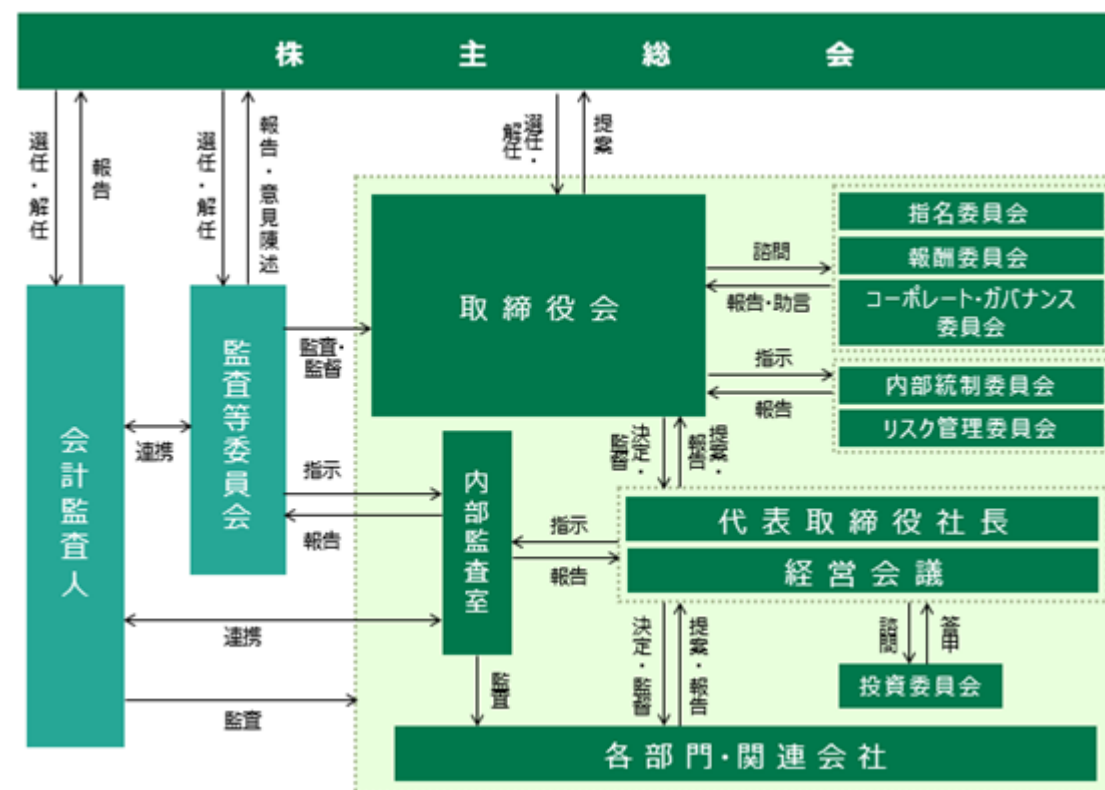 株主総会
選任・解任
報告
選任・解任
報告・意見陳述
選任・
解任
提案
取締役会
諮問
報告・助言
指名委員会
報酬委員会
コーポレート・ガバナンス
委員会
指示
報告
内部統制委員会
リスク管理委員会
監査・
監督
会計監査人
連携
監査等委員会
指示
報告
内部監査室
決定・
監督
提案・
報告
指示
報告
代表取締役社長
経営会議
連携
監査
監査
決定・監督
提案・報告
諮問
答申
投資委員会
各部門・関連会社